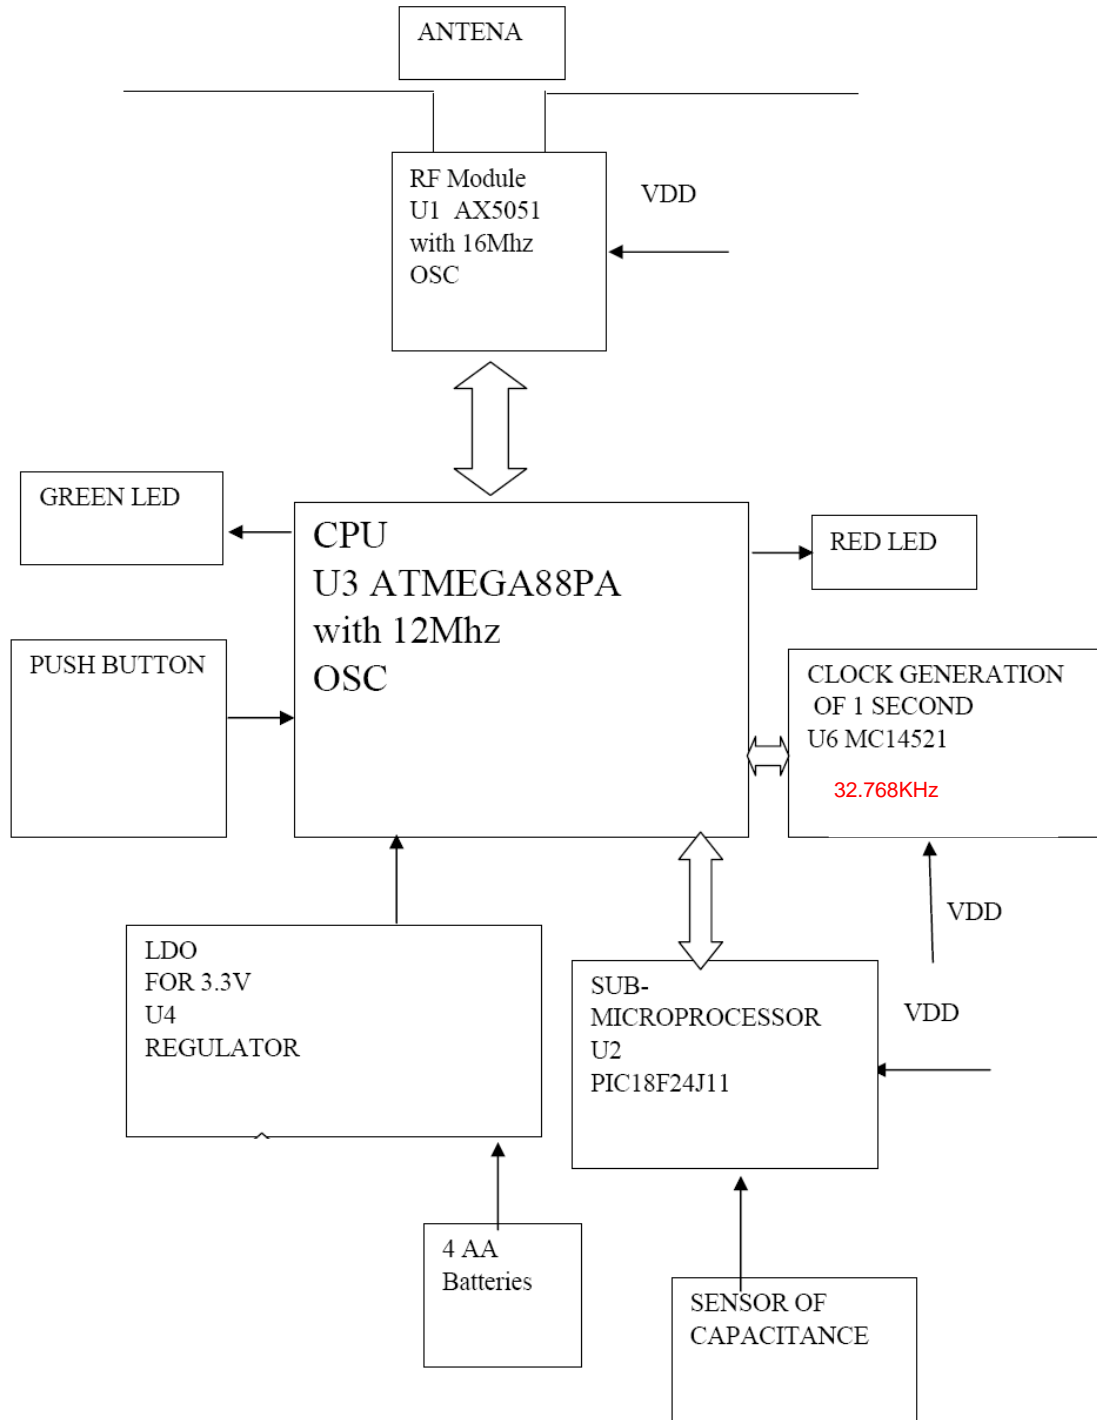 ANTENA
RF Module
U1 AX5051
with 16Mhz
OSC
VDD
GREEN LED
CPU
U3 ATMEGA88PA
with 12Mhz
OSC
RED LED
PUSH BUTTON
CLOCK GENERATION
OF 1 SECOND
U6 MC14521
32.768KHz
VDD
LDO
FOR 3.3V
U4
REGULATOR
SUB-
MICROPROCESSOR
U2
PIC18F24J11
VDD
4 AA
Batteries
SENSOR OF
CAPACITANCE